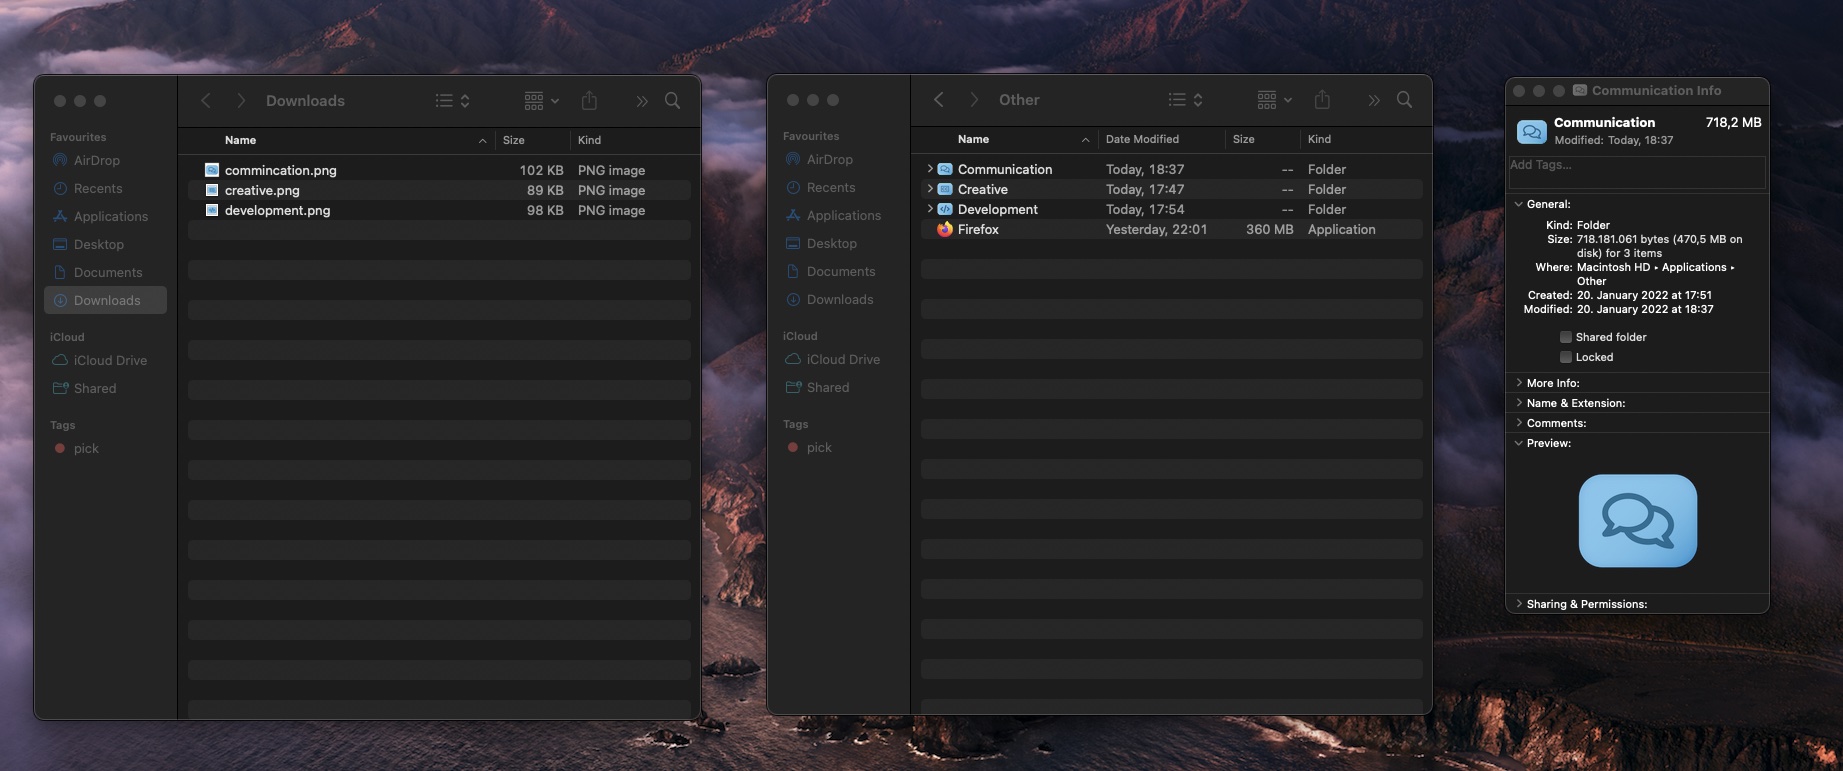 Downloads
Favourites
AirDrop
Recents
Applications
Desktop
Documents
Downloads
iCloud
iCloud Drive
Shared
Tags
pick
Name Size Kind
commincation.png 102 KB PNG image
creative.png 89 KB PNG image
development.png 98 KB PNG image
Other
Favourites
AirDrop
Recents
Applications
Desktop
Documents
Downloads
iCloud
iCloud Drive
Shared
Tags
pick
Name Date Modified Size Kind
Communication Today, 18:37 -- Folder
Creative Today, 17:47 -- Folder
Development Today, 17:54 -- Folder
Firefox Yesterday, 22:01 360 MB Application
Communication Info
Communication 718,2 MB
Modified: Today, 18:37
Add Tags...
General:
Kind: Folder
Size: 718.181.061 bytes (470,5 MB on
disk) for 3 items
Where: Macintosh HD ▸ Applications ▸
Other
Created: 20. January 2022 at 17:51
Modified: 20. January 2022 at 18:37
Shared folder
Locked
More Info:
Name & Extension:
Comments:
Preview:
Sharing & Permissions: